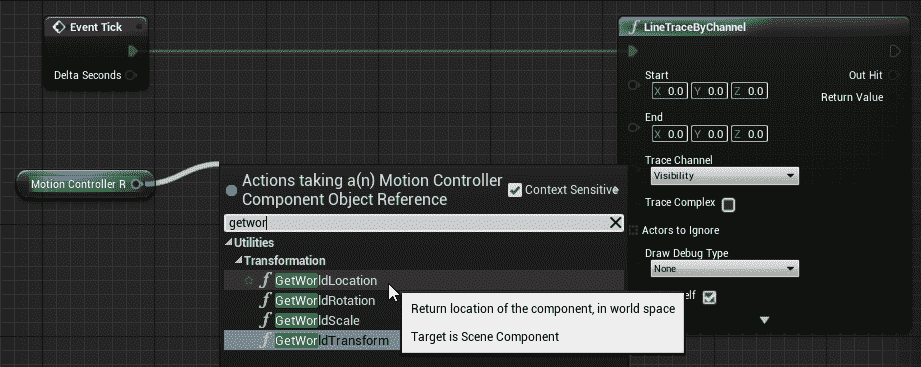 Event Tick
Delta Seconds
LineTraceByChannel
Start
X 0.0 Y 0.0 Z 0.0
Out Hit
Return Value
End
X 0.0 Y 0.0 Z 0.0
Trace Channel
Visibility
Trace Complex
Actors to Ignore
Draw Debug Type
None
elf
Motion Controller R
Actions taking a(n) Motion Controller
Component Object Reference
Context Sensitive
getwor
Utilities
Transformation
GetWorldLocation
GetWorldRotation
GetWorldScale
GetWorldTransform
Return location of the component, in world space
Target is Scene Component